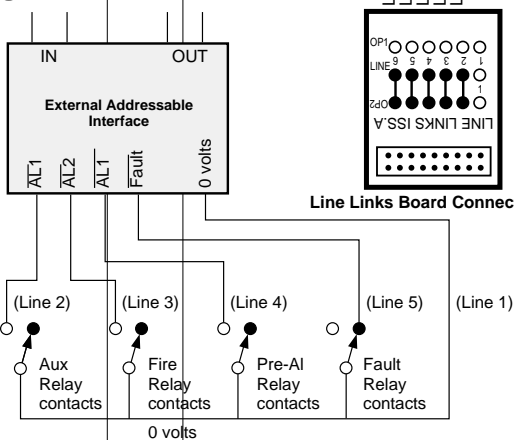 IN OUT
External Addressable
Interface
AL1 AL2 AL1 Fault 0 volts
OP1
LINE 6 5 4 3 2 1
1
OP2
LINE LINKS ISS.A
Line Links Board Connec
(Line 2) (Line 3) (Line 4) (Line 5) (Line 1)
Aux
Relay
contacts
Fire
Relay
contacts
Pre-Al
Relay
contacts
Fault
Relay
contacts
0 volts